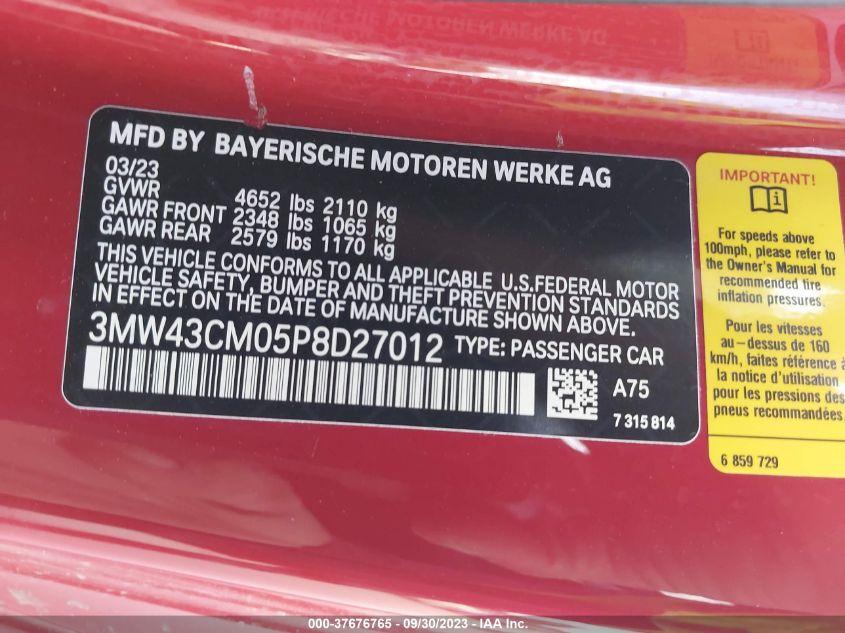 MFD BY BAYERISCHE MOTOREN WERKE AG
03/23
GVWR 4652 lbs 2110 kg
GAWR FRONT 2348 lbs 1065 kg
GAWR REAR 2579 lbs 1170 kg
THIS VEHICLE CONFORMS TO ALL APPLICABLE U.S.FEDERAL MOTOR
VEHICLE SAFETY, BUMPER AND THEFT PREVENTION STANDARDS
IN EFFECT ON THE DATE OF MANUFACTURE SHOWN ABOVE.
3MW43CM05P8D27012 TYPE: PASSENGER CAR
A75
7 315 814
IMPORTANT!
For speeds above
100mph, please refer to
the Owner's Manual for
recommended tire
inflation pressures.
Pour les vitesses
au-dessus de 160
km/h, faites référence à
la notice d'utilisation
pour les pressions des
pneus recommandées.
6 859 729
000-37676765 - 09/30/2023 - IAA Inc.